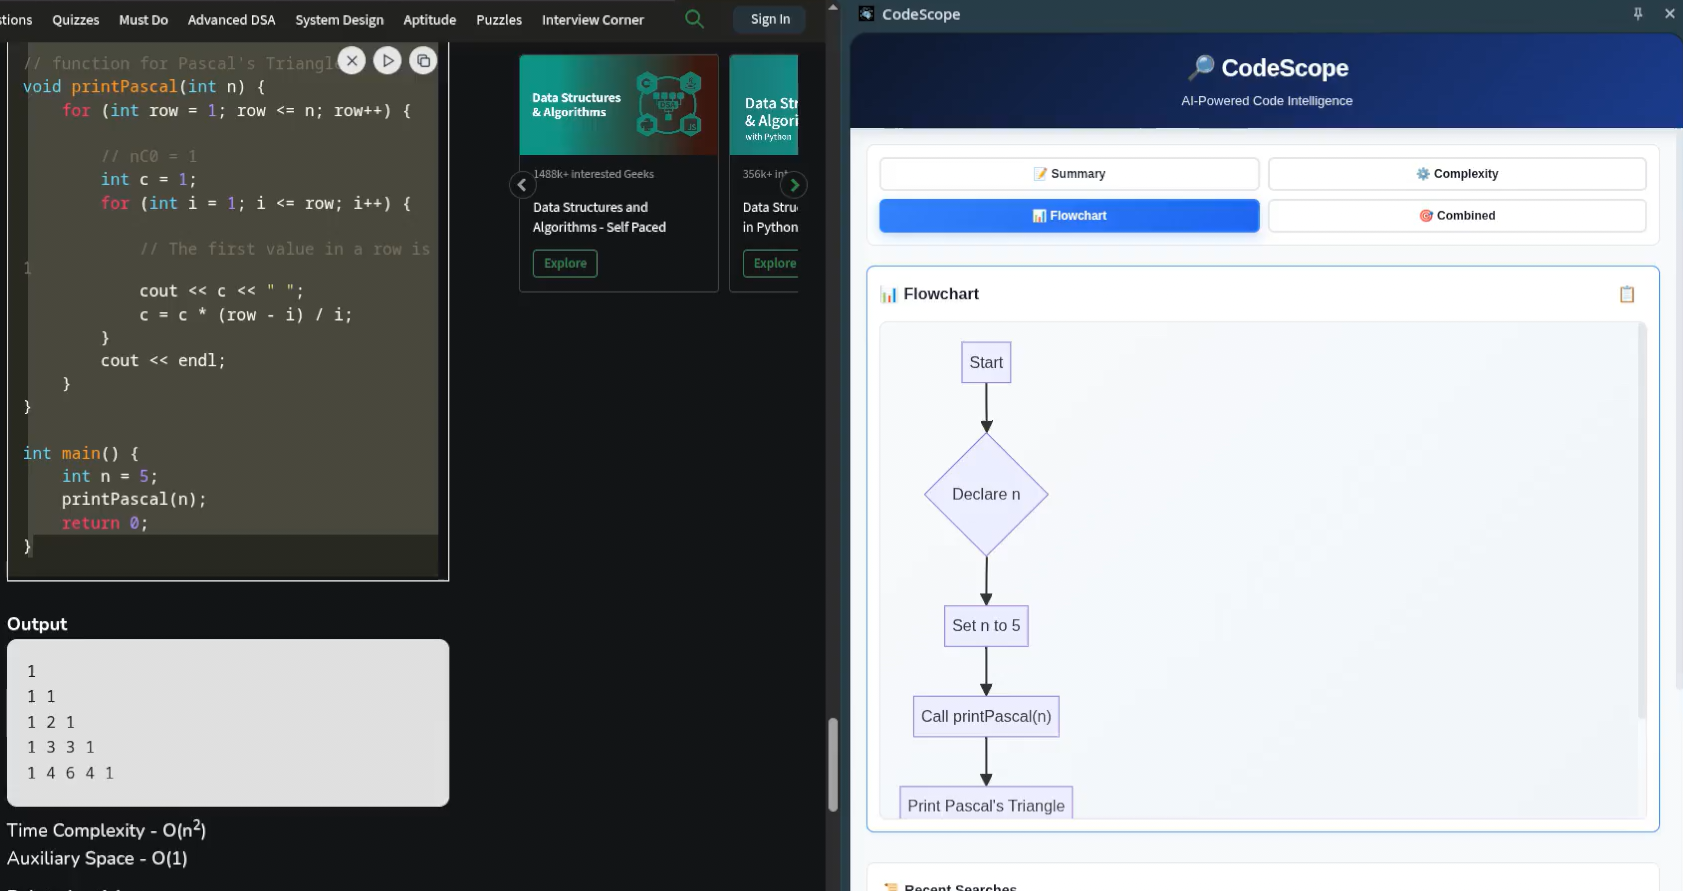 stions Quizzes Must Do Advanced DSA System Design Aptitude Puzzles Interview Corner Sign In
// function for Pascal's Triangle
void printPascal(int n) {
    for (int row = 1; row <= n; row++) {
        // nC0 = 1
        int c = 1;
        for (int i = 1; i <= row; i++) {
            // The first value in a row is
1
            cout << c << " ";
            c = c * (row - i) / i;
        }
        cout << endl;
    }
}
int main() {
    int n = 5;
    printPascal(n);
    return 0;
}
Output
1
1 1
1 2 1
1 3 3 1
1 4 6 4 1
Time Complexity - O(n²)
Auxiliary Space - O(1)
Data Structures
& Algorithms
1488k+ interested Geeks
Data Structures and
Algorithms - Self Paced
Explore
Data Str
& Algori
with Python
356k+ int
Data Stru
in Python
Explore
CodeScope
CodeScope
AI-Powered Code Intelligence
Summary
Complexity
Flowchart
Combined
Flowchart
Start
Declare n
Set n to 5
Call printPascal(n)
Print Pascal's Triangle
Recent Searches